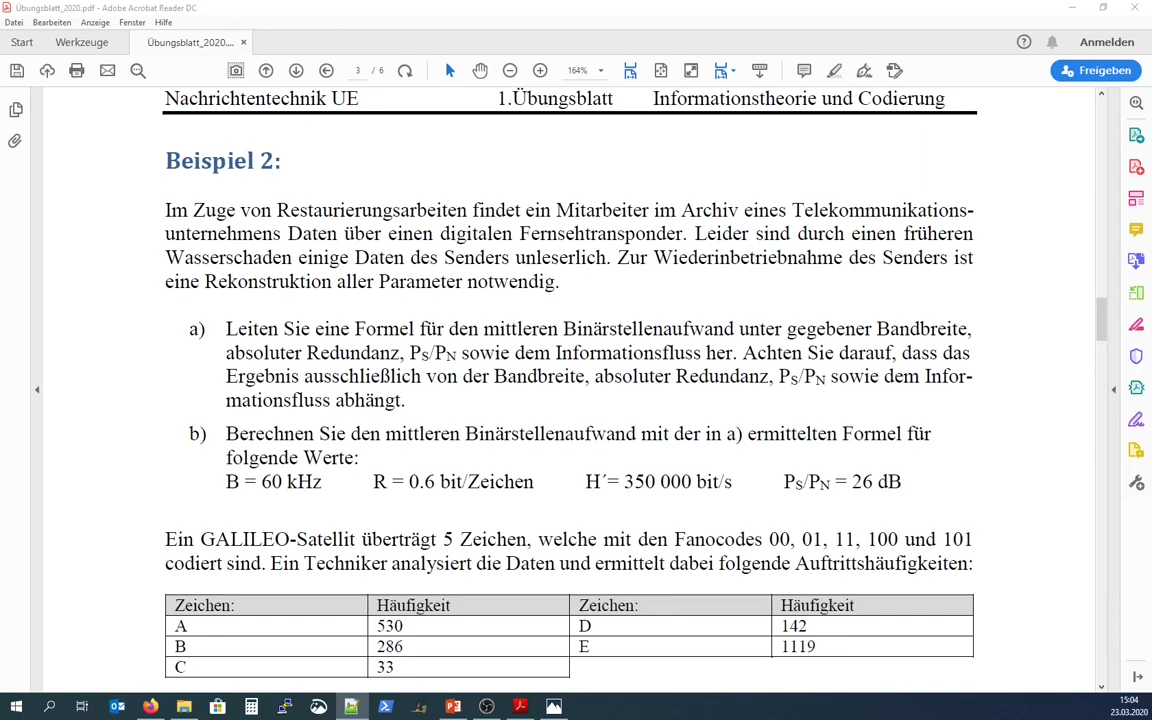 Übungsblatt_2020.pdf - Adobe Acrobat Reader DC
Datei Bearbeiten Anzeige Fenster Hilfe
Start Werkzeuge Übungsblatt_2020.... × Anmelden
3 / 6 164% Freigeben
Nachrichtentechnik UE 1.Übungsblatt Informationstheorie und Codierung
Beispiel 2:
Im Zuge von Restaurierungsarbeiten findet ein Mitarbeiter im Archiv eines Telekommunikations-
unternehmens Daten über einen digitalen Fernsehtransponder. Leider sind durch einen früheren
Wasserschaden einige Daten des Senders unleserlich. Zur Wiederinbetriebnahme des Senders ist
eine Rekonstruktion aller Parameter notwendig.
a) Leiten Sie eine Formel für den mittleren Binärstellenaufwand unter gegebener Bandbreite,
absoluter Redundanz, PS/PN sowie dem Informationsfluss her. Achten Sie darauf, dass das
Ergebnis ausschließlich von der Bandbreite, absoluter Redundanz, PS/PN sowie dem Infor-
mationsfluss abhängt.
b) Berechnen Sie den mittleren Binärstellenaufwand mit der in a) ermittelten Formel für
folgende Werte:
B = 60 kHz R = 0.6 bit/Zeichen H´= 350 000 bit/s PS/PN = 26 dB
Ein GALILEO-Satellit überträgt 5 Zeichen, welche mit den Fanocodes 00, 01, 11, 100 und 101
codiert sind. Ein Techniker analysiert die Daten und ermittelt dabei folgende Auftrittshäufigkeiten:
Zeichen: Häufigkeit Zeichen: Häufigkeit
A 530 D 142
B 286 E 1119
C 33
15:04
23.03.2020